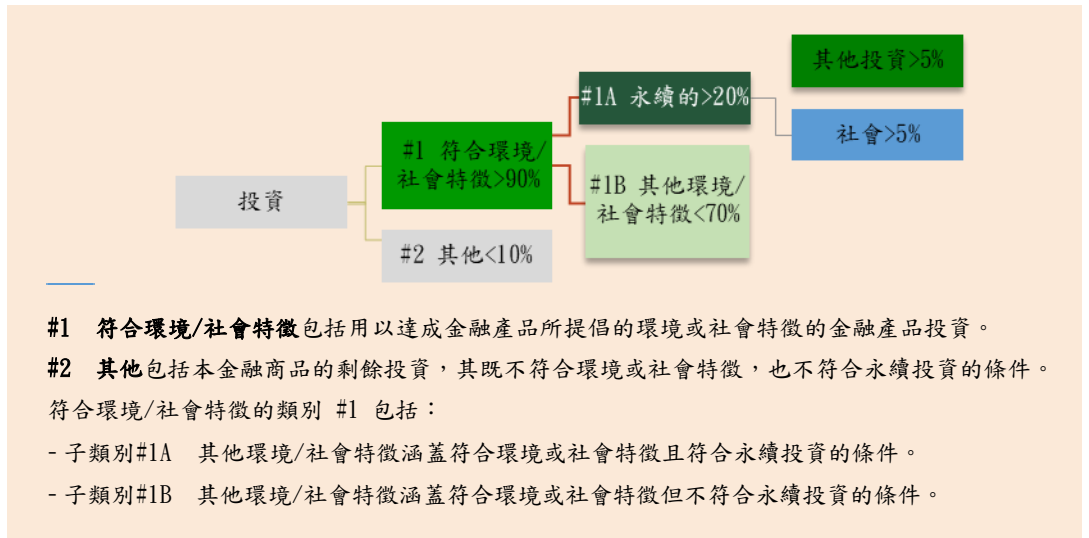 其他投資>5%
#1A 永續的>20%
社會>5%
#1 符合環境/
社會特徵>90%
#1B 其他環境/
社會特徵<70%
投資
#2 其他<10%
#1 符合環境/社會特徵包括用以達成金融產品所提倡的環境或社會特徵的金融產品投資。
#2 其他包括本金融商品的剩餘投資，其既不符合環境或社會特徵，也不符合永續投資的條件。
符合環境/社會特徵的類別 #1 包括：
- 子類別#1A 其他環境/社會特徵涵蓋符合環境或社會特徵且符合永續投資的條件。
- 子類別#1B 其他環境/社會特徵涵蓋符合環境或社會特徵但不符合永續投資的條件。